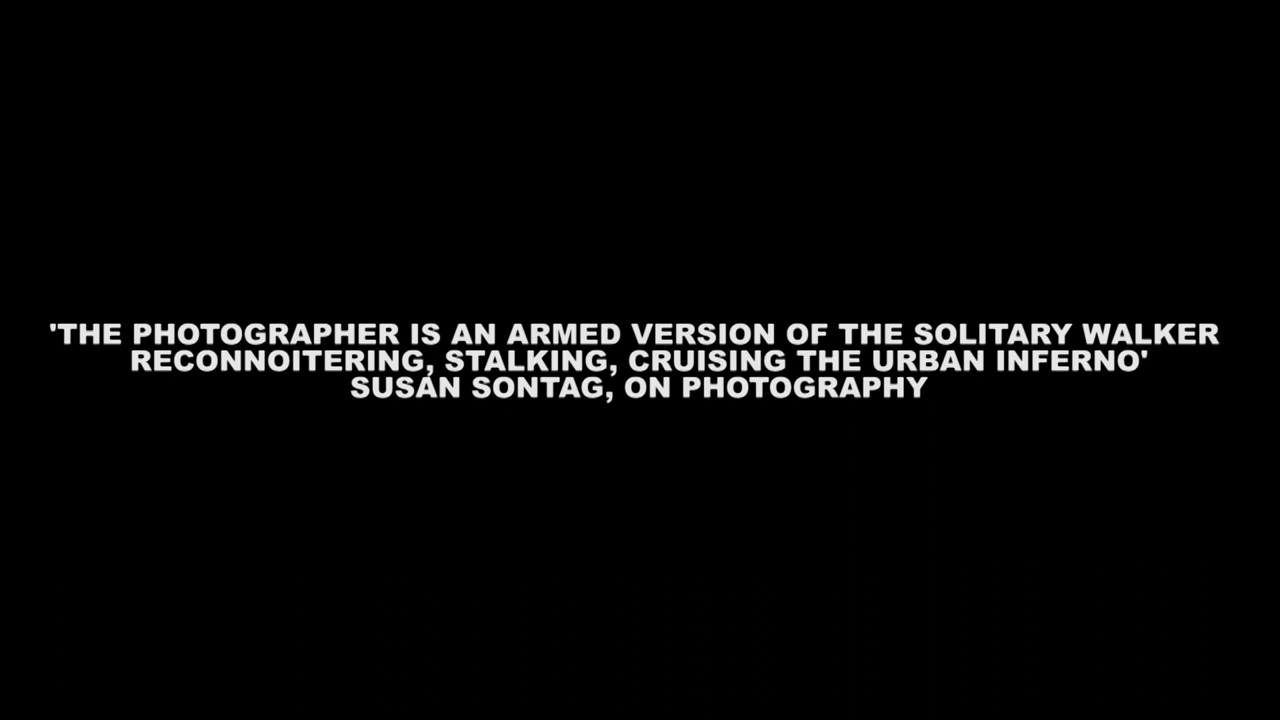 'THE PHOTOGRAPHER IS AN ARMED VERSION OF THE SOLITARY WALKER
RECONNOITERING, STALKING, CRUISING THE URBAN INFERNO'
SUSAN SONTAG, ON PHOTOGRAPHY